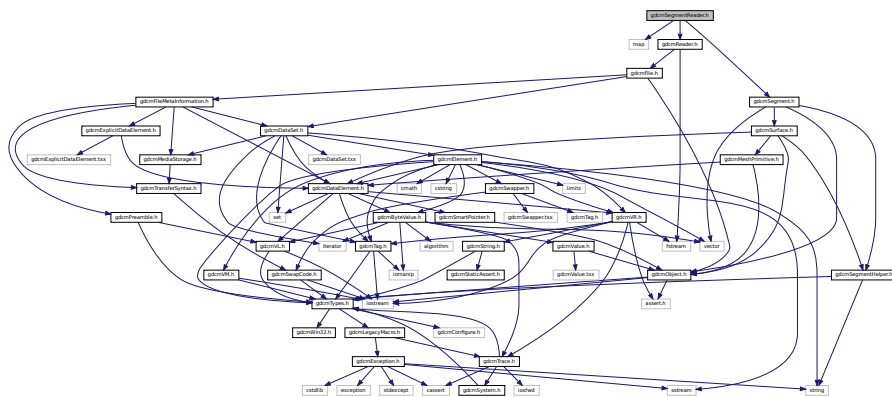 gdcmSegmentReader.h
map
gdcmReader.h
gdcmFile.h
gdcmFileMetaInformation.h
gdcmSegment.h
gdcmExplicitDataElement.h
gdcmDataSet.h
gdcmSurface.h
gdcmExplicitDataElement.txx
gdcmMediaStorage.h
gdcmDataSet.txx
gdcmElement.h
gdcmMeshPrimitive.h
gdcmTransferSyntax.h
gdcmDataElement.h
cmath
cstring
gdcmSwapper.h
limits
gdcmPreamble.h
set
gdcmByteValue.h
gdcmSmartPointer.h
gdcmSwapper.txx
gdcmTag.h
gdcmVR.h
gdcmVL.h
iterator
gdcmTag.h
algorithm
gdcmString.h
gdcmValue.h
fstream
vector
gdcmVM.h
gdcmSwapCode.h
iomanip
gdcmStaticAssert.h
gdcmValue.txx
gdcmObject.h
gdcmSegmentHelper.h
gdcmTypes.h
iostream
assert.h
gdcmWin32.h
gdcmLegacyMacro.h
gdcmConfigure.h
gdcmException.h
gdcmTrace.h
cstdlib
exception
stdexcept
cassert
gdcmSystem.h
iosfwd
sstream
string